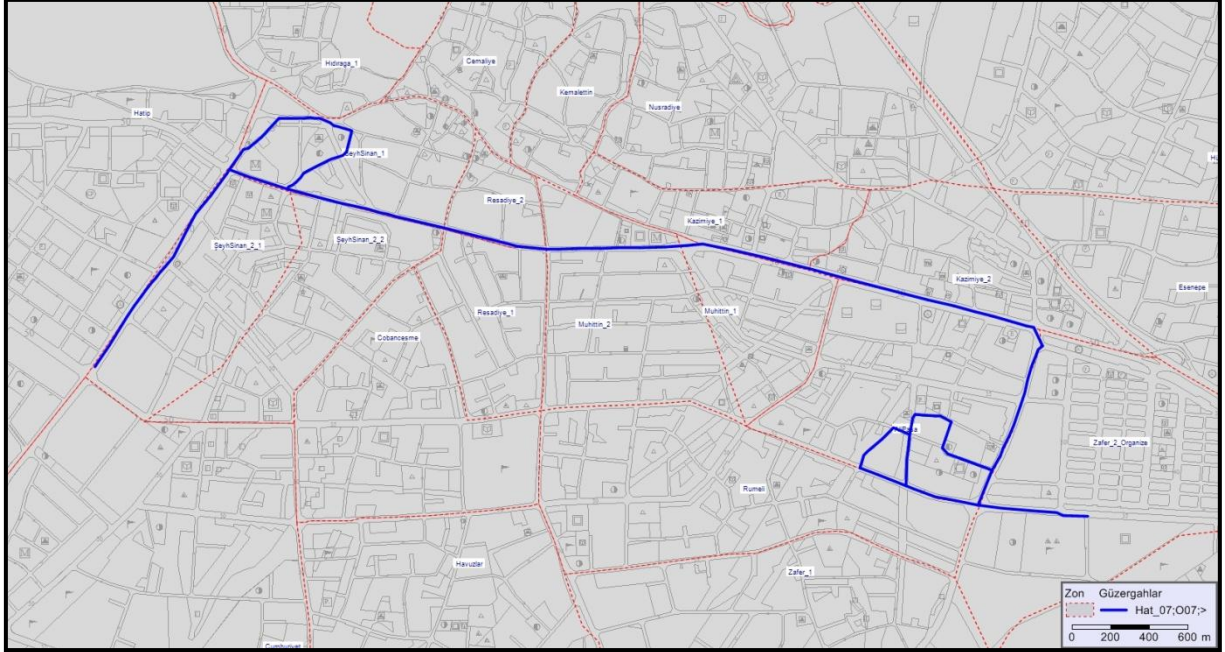 Hıdıraga_1
Cemaliye
Kemalettin
Hatip
Nusradiye
ŞeyhSinan_1
Resadiye_2
Kazimiye_1
ŞeyhSinan_2_1
ŞeyhSinan_2_2
Kazimiye_2
Esenepe
Resadiye_1
Muhittin_2
Muhittin_1
Cobancesme
Zafer_2_Organize
Rumeli
Havuzlar
Zafer_1
Zon Güzergahlar
Hat_07;O07;>
0 200 400 600 m